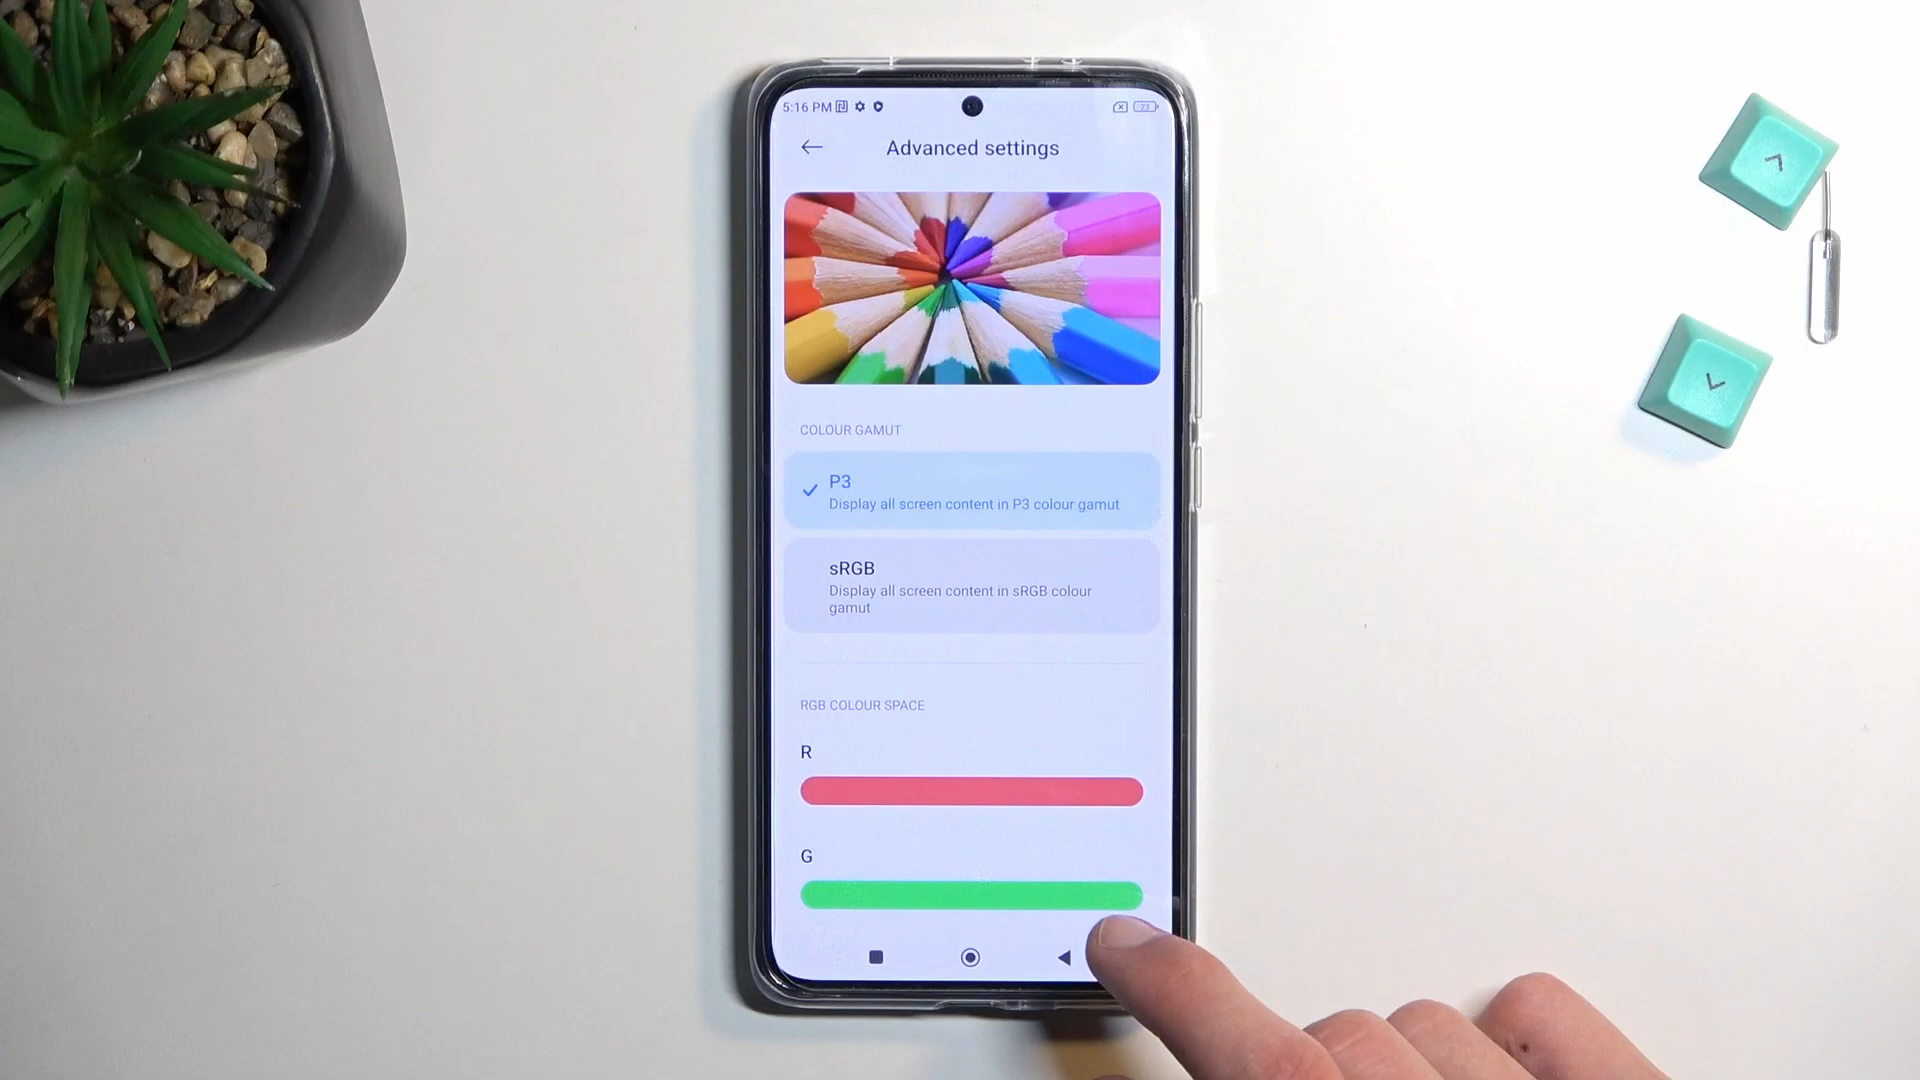 5:16 PM
73
Advanced settings
COLOUR GAMUT
P3
Display all screen content in P3 colour gamut
sRGB
Display all screen content in sRGB colour
gamut
RGB COLOUR SPACE
R
G